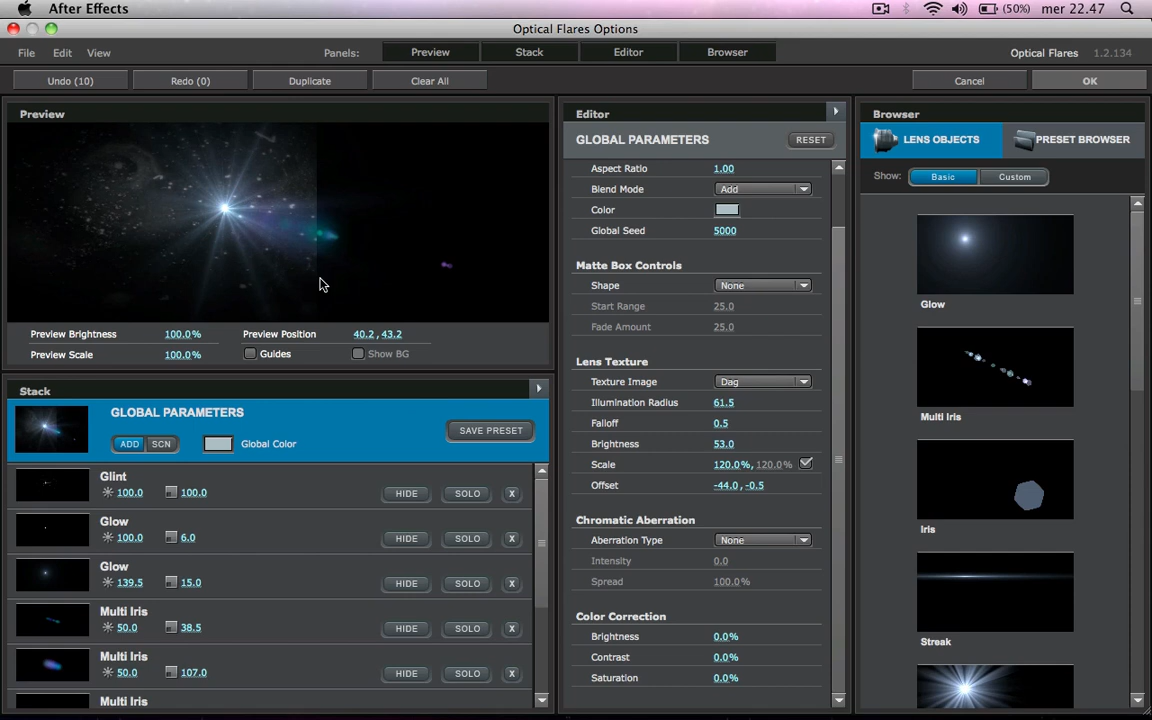 After Effects
(50%) mer 22.47
Optical Flares Options
File Edit View
Panels: Preview Stack Editor Browser
Optical Flares 1.2.134
Undo (10) Redo (0) Duplicate Clear All
Cancel OK
Preview
Preview Brightness 100.0% Preview Position 40.2 , 43.2
Preview Scale 100.0% Guides Show BG
Stack
GLOBAL PARAMETERS
ADD SCN Global Color
SAVE PRESET
Glint
100.0 100.0 HIDE SOLO X
Glow
100.0 6.0 HIDE SOLO X
Glow
139.5 15.0 HIDE SOLO X
Multi Iris
50.0 38.5 HIDE SOLO X
Multi Iris
50.0 107.0 HIDE SOLO X
Multi Iris
Editor
GLOBAL PARAMETERS RESET
Aspect Ratio 1.00
Blend Mode Add
Color
Global Seed 5000
Matte Box Controls
Shape None
Start Range 25.0
Fade Amount 25.0
Lens Texture
Texture Image Dag
Illumination Radius 61.5
Falloff 0.5
Brightness 53.0
Scale 120.0%, 120.0%
Offset -44.0 , -0.5
Chromatic Aberration
Aberration Type None
Intensity 0.0
Spread 100.0%
Color Correction
Brightness 0.0%
Contrast 0.0%
Saturation 0.0%
Browser
LENS OBJECTS PRESET BROWSER
Show: Basic Custom
Glow
Multi Iris
Iris
Streak